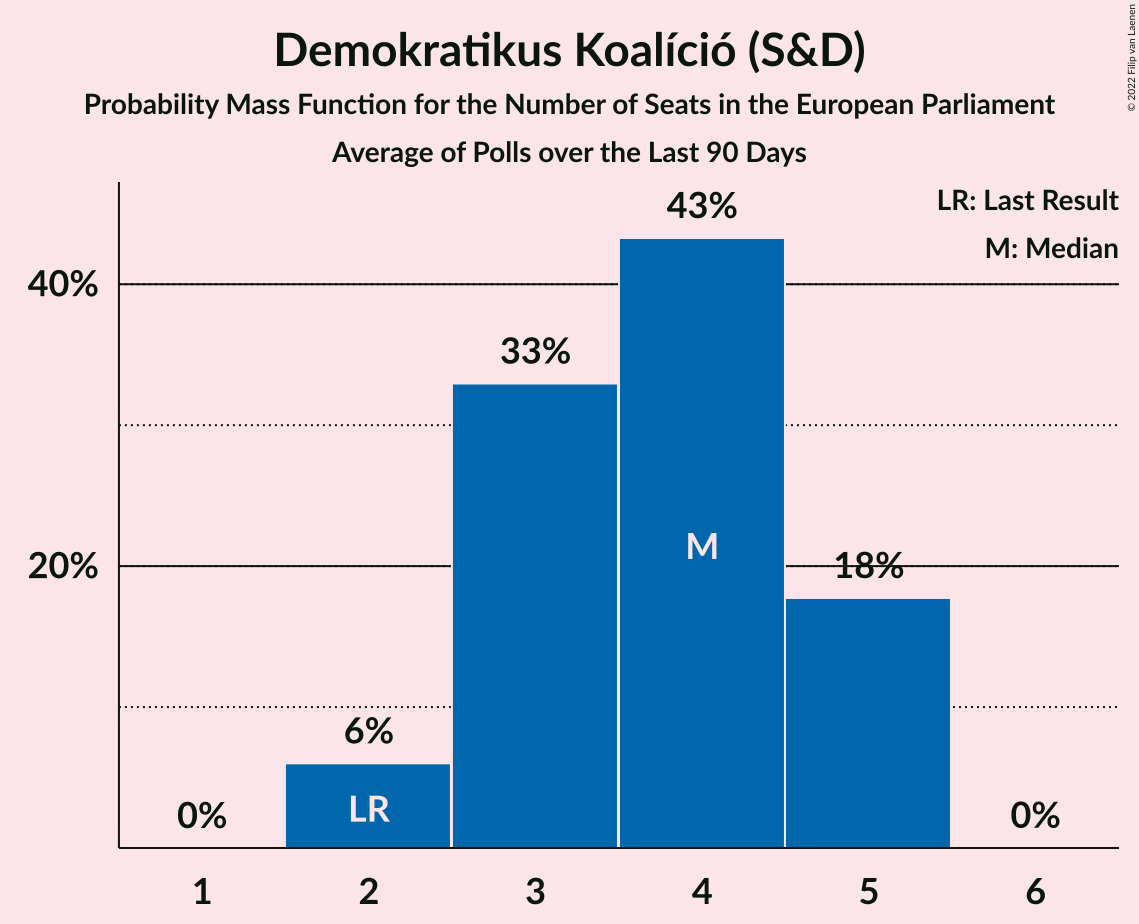 © 2022 Filip van Laenen
Demokratikus Koalíció (S&D)
Probability Mass Function for the Number of Seats in the European Parliament
Average of Polls over the Last 90 Days
LR: Last Result
M: Median
43%
40%
33%
M
20%
18%
6%
LR
0%
0%
1 2 3 4 5 6